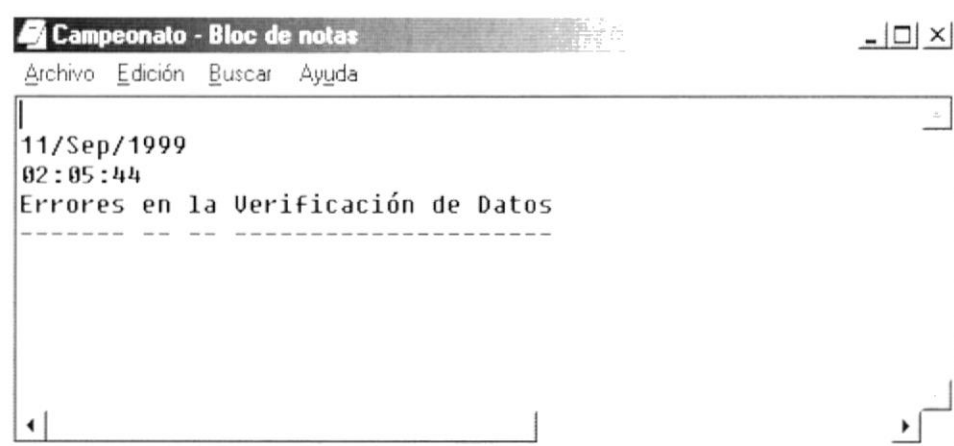 Campeonato - Bloc de notas
Archivo Edición Buscar Ayuda
11/Sep/1999
02:05:44
Errores en la Verificación de Datos
------- -- -- ---------------------